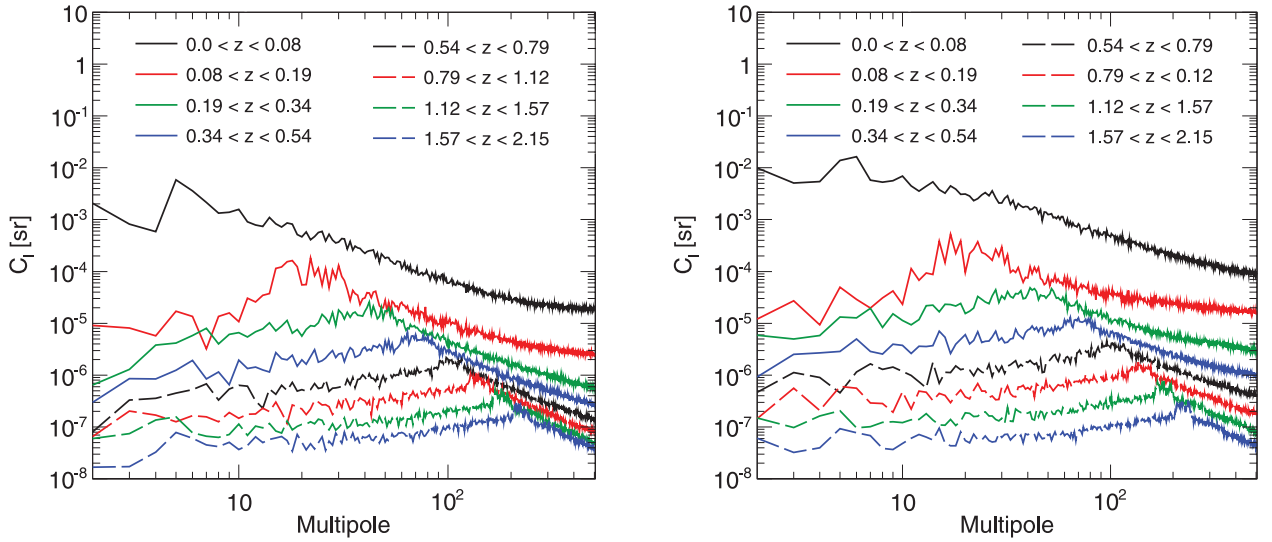 10
1
10^-1
10^-2
10^-3
10^-4
10^-5
10^-6
10^-7
10^-8
C_l [sr]
0.0 < z < 0.08
0.08 < z < 0.19
0.19 < z < 0.34
0.34 < z < 0.54
0.54 < z < 0.79
0.79 < z < 1.12
1.12 < z < 1.57
1.57 < z < 2.15
10
10^2
Multipole
10
1
10^-1
10^-2
10^-3
10^-4
10^-5
10^-6
10^-7
10^-8
C_l [sr]
0.0 < z < 0.08
0.08 < z < 0.19
0.19 < z < 0.34
0.34 < z < 0.54
0.54 < z < 0.79
0.79 < z < 0.12
1.12 < z < 1.57
1.57 < z < 2.15
10
10^2
Multipole